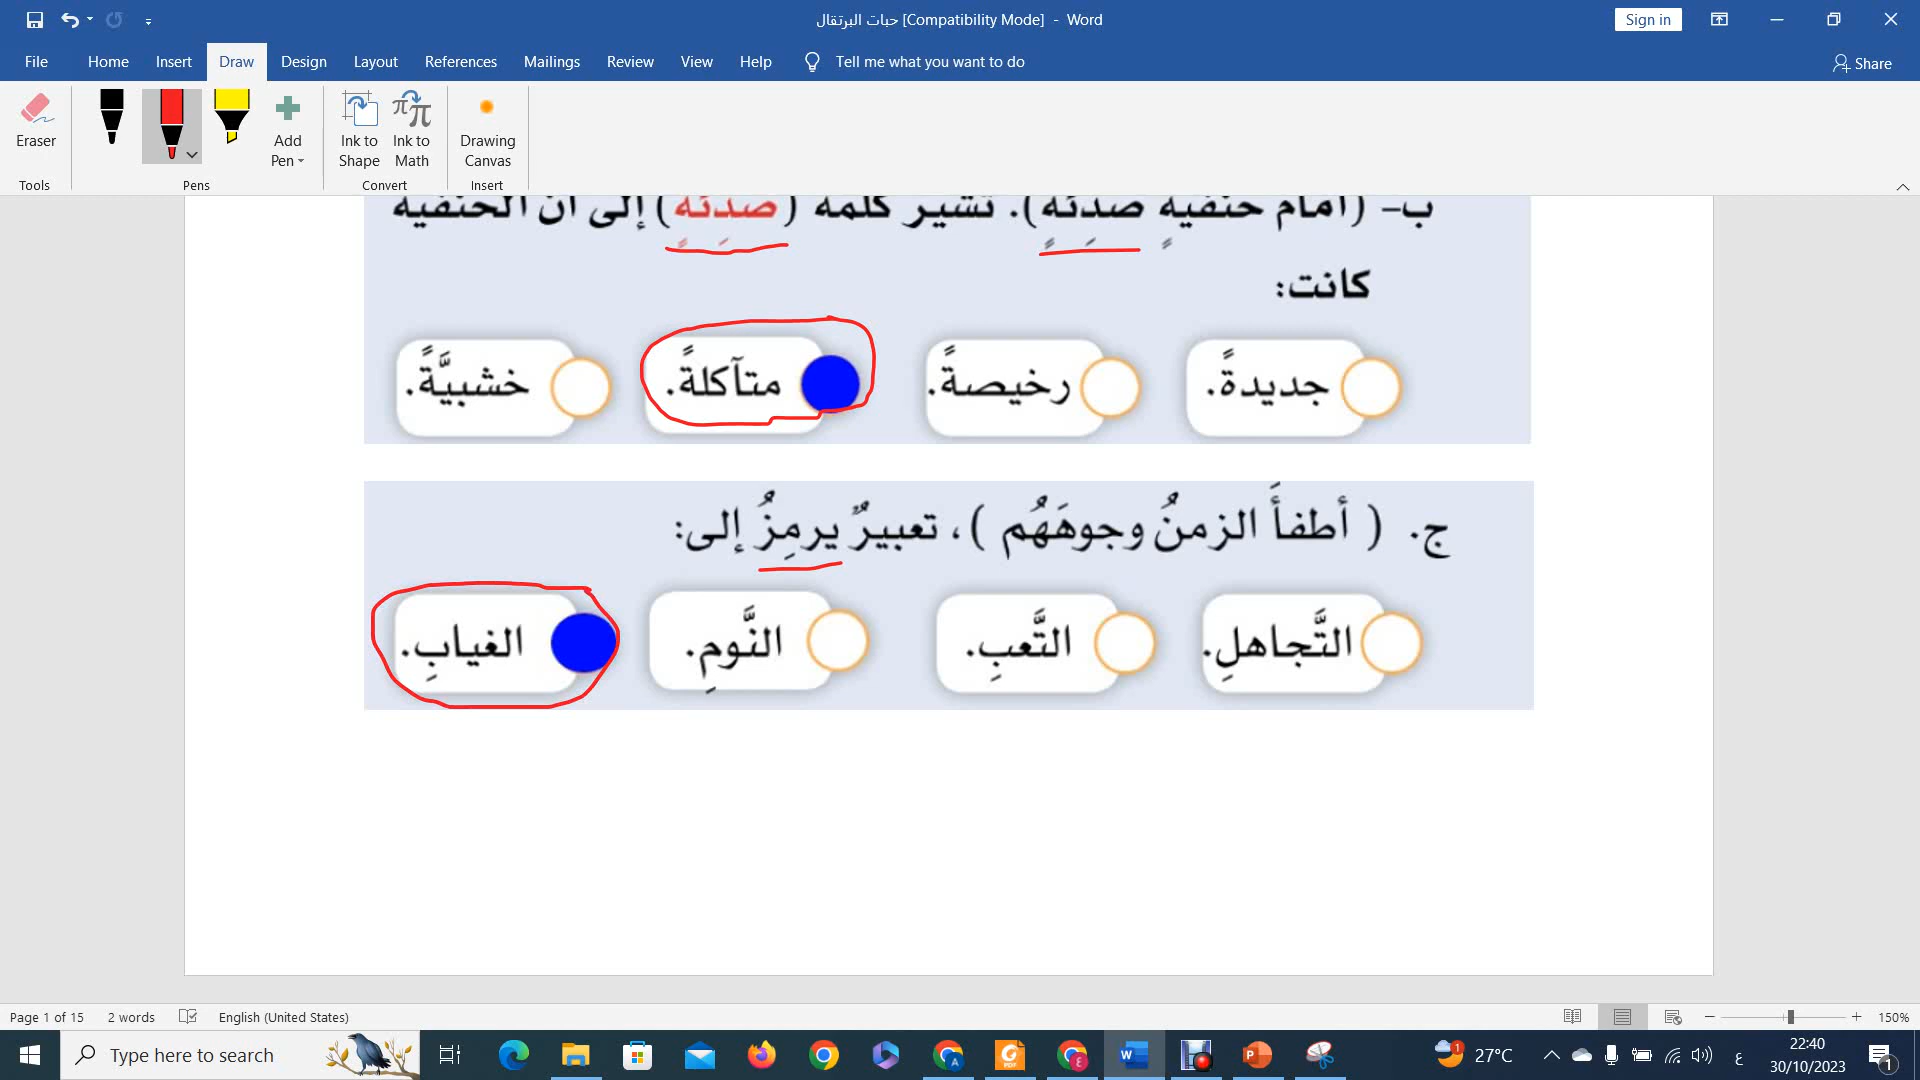 حبات البرتقال [Compatibility Mode] - Word
Sign in
File Home Insert Draw Design Layout References Mailings Review View Help Tell me what you want to do
Share
Eraser
Add Pen
Ink to Shape
Ink to Math
Drawing Canvas
Tools
Pens
Convert
Insert
ب- (أمام حنفيةٍ صَدئَةٍ). تشير كلمة (صَدئَةٍ) إلى أن الحنفية
كانت:
جديدةً.
رخيصةً.
متآكلةً.
خشبيَّةً.
ج. ( أطفأَ الزمنُ وجوهَهُم )، تعبيرٌ يرمِزُ إلى:
التَّجاهلِ.
التَّعبِ.
النَّومِ.
الغيابِ.
Page 1 of 15 2 words English (United States) 150%
Type here to search
27°C
ع
22:40
30/10/2023
1